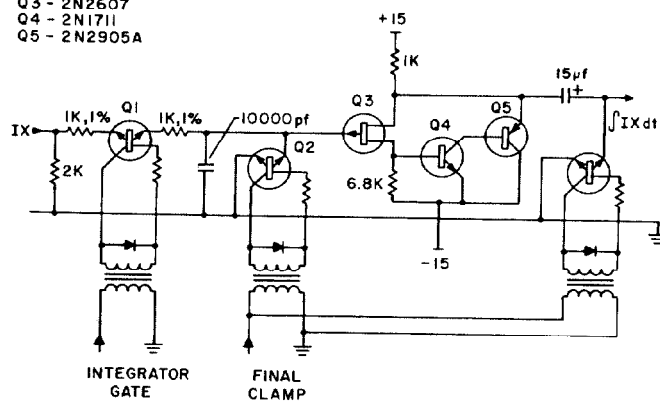 Q3 - 2N2607
Q4 - 2N1711
Q5 - 2N2905A
+15
1K
15μf
+
1K,1%
Q1
1K,1%
10000pf
Q3
Q5
Q4
IX
∫IXdt
Q2
2K
6.8K
-15
INTEGRATOR
GATE
FINAL
CLAMP